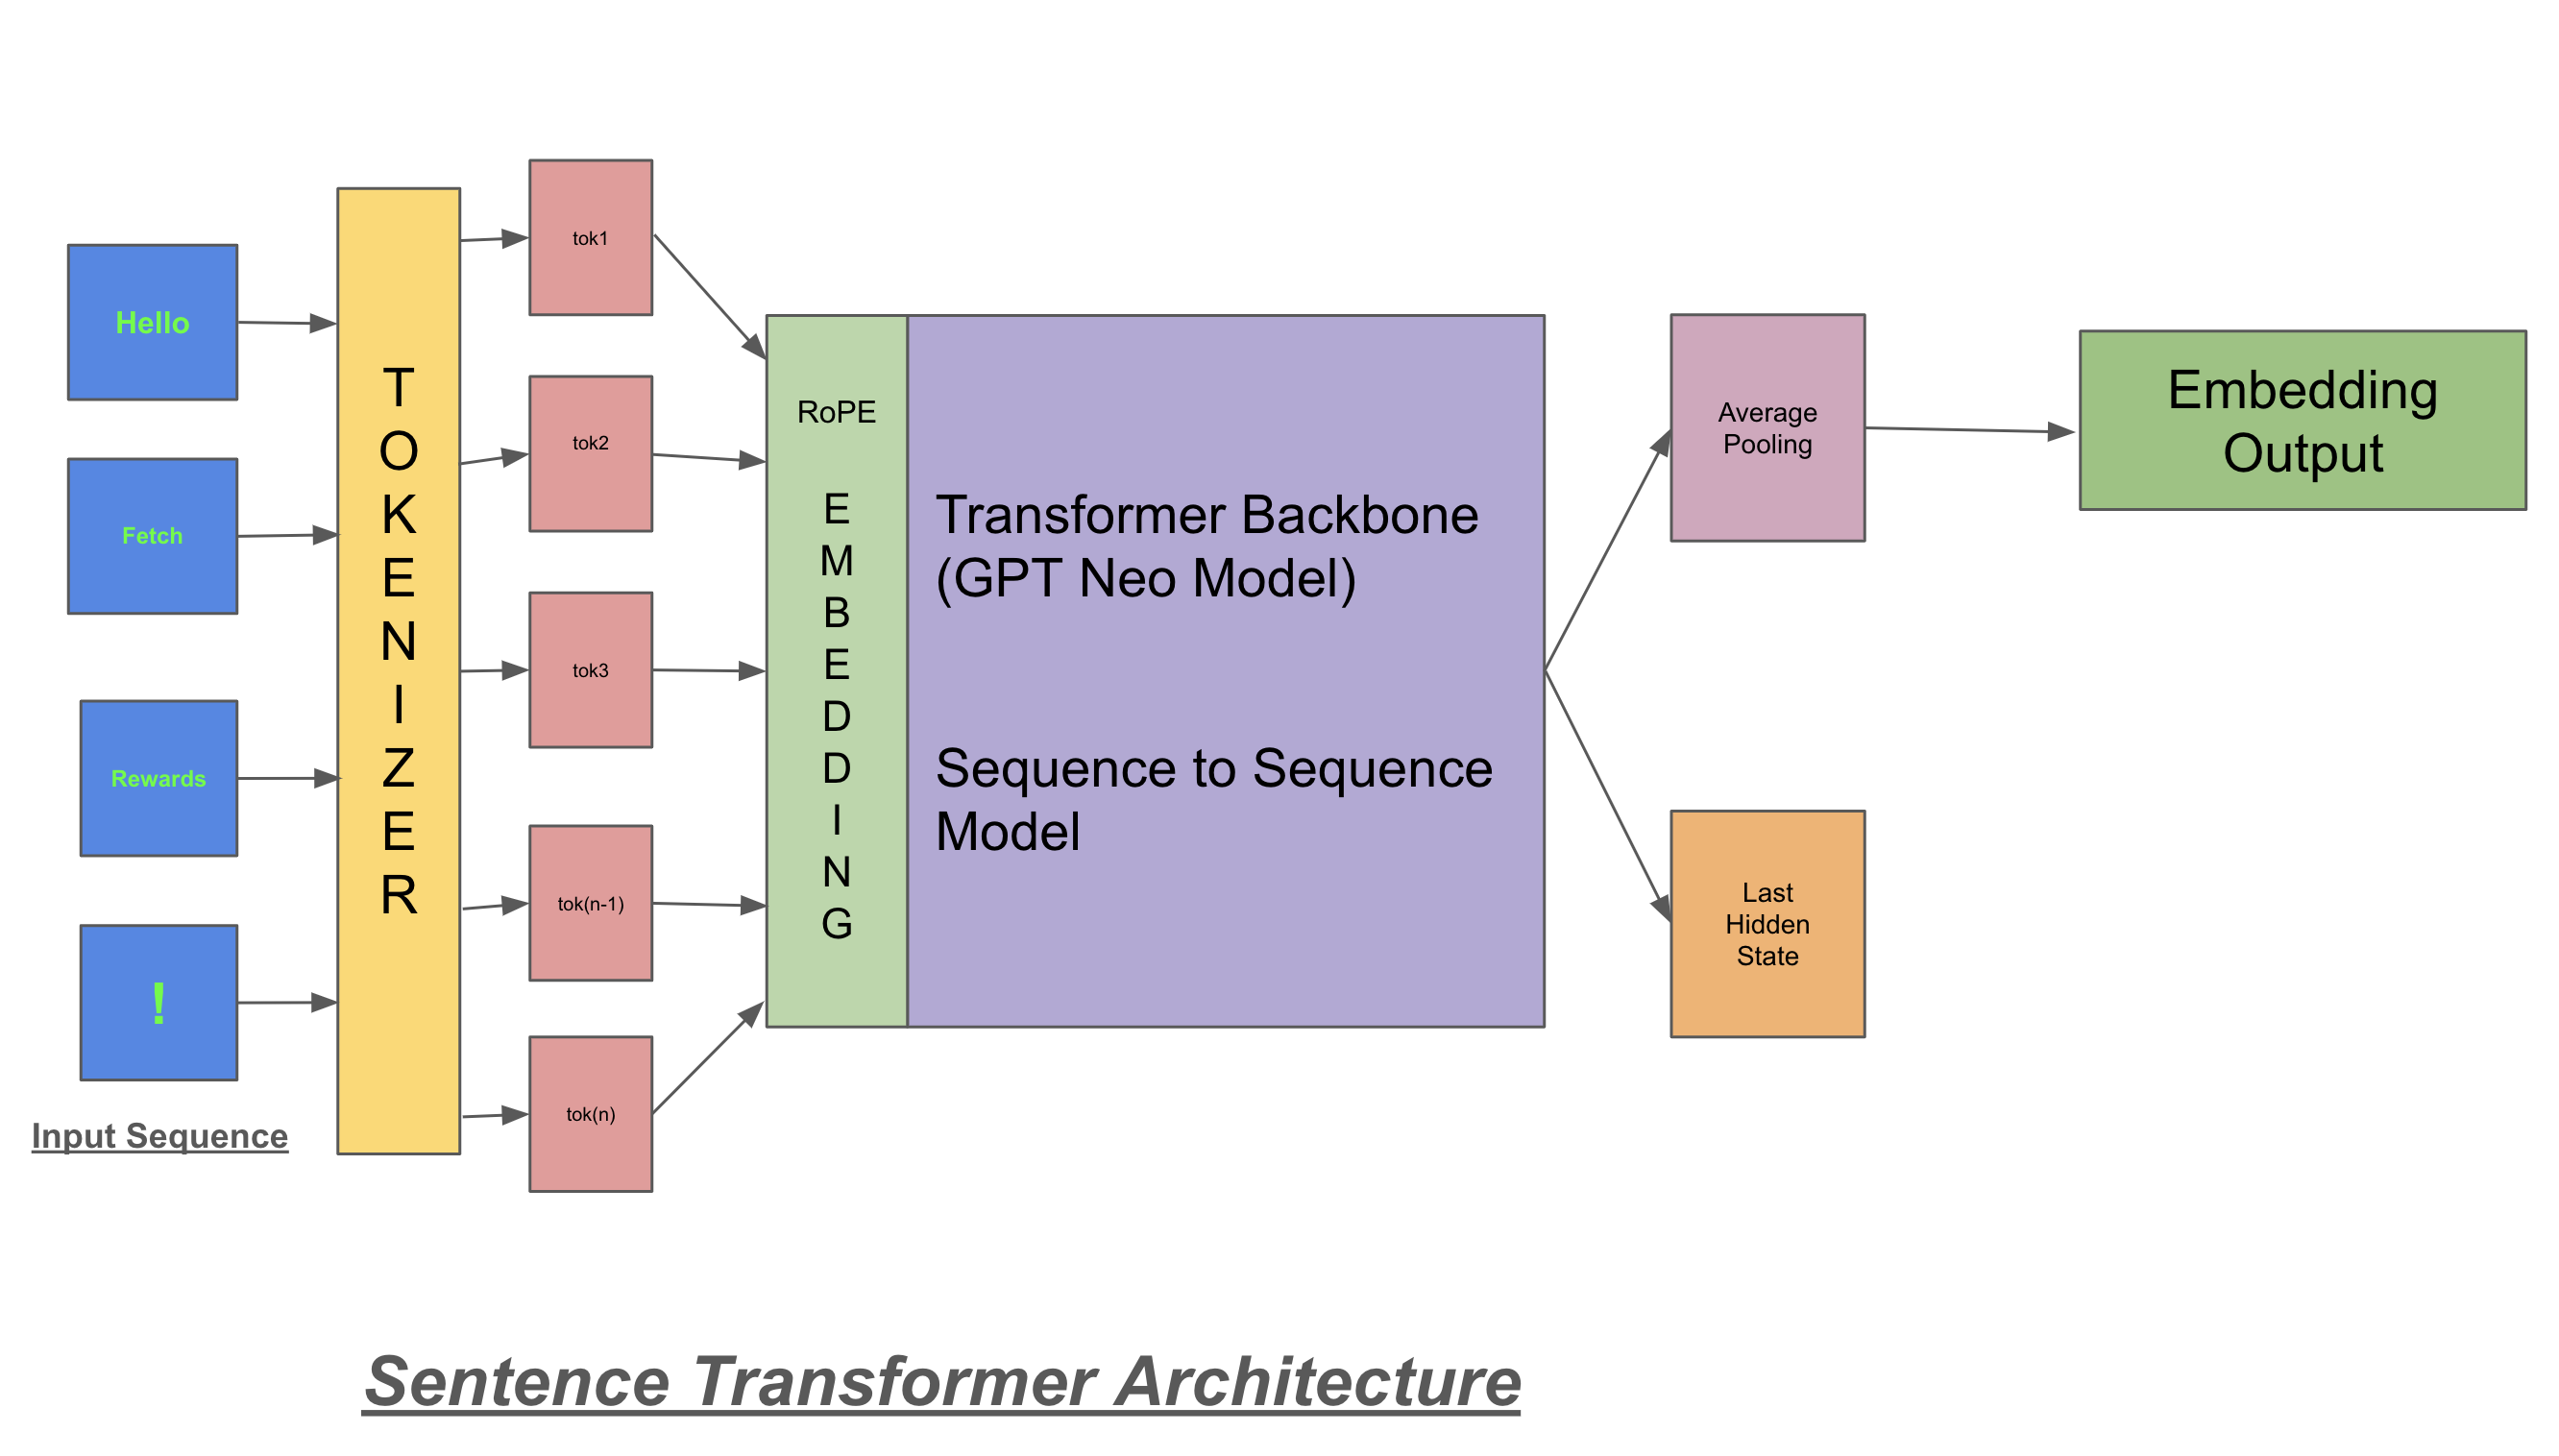 Hello
Fetch
Rewards
!
Input Sequence
TOKENIZER
tok1
tok2
tok3
tok(n-1)
tok(n)
RoPE
EMBEDDING
Transformer Backbone
(GPT Neo Model)
Sequence to Sequence
Model
Average
Pooling
Last
Hidden
State
Embedding
Output
Sentence Transformer Architecture